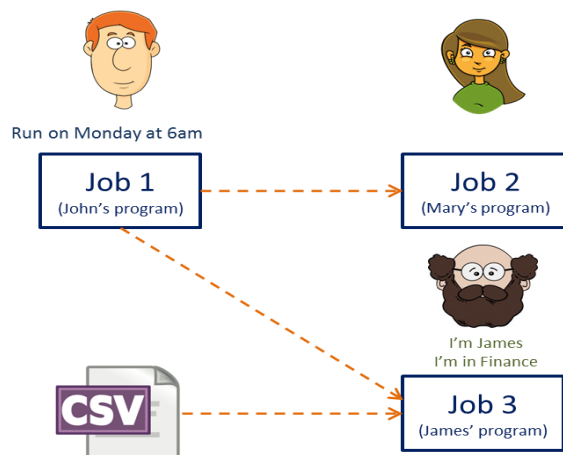 Run on Monday at 6am
Job 1
(John's program)
Job 2
(Mary's program)
I'm James
I'm in Finance
CSV
Job 3
(James' program)